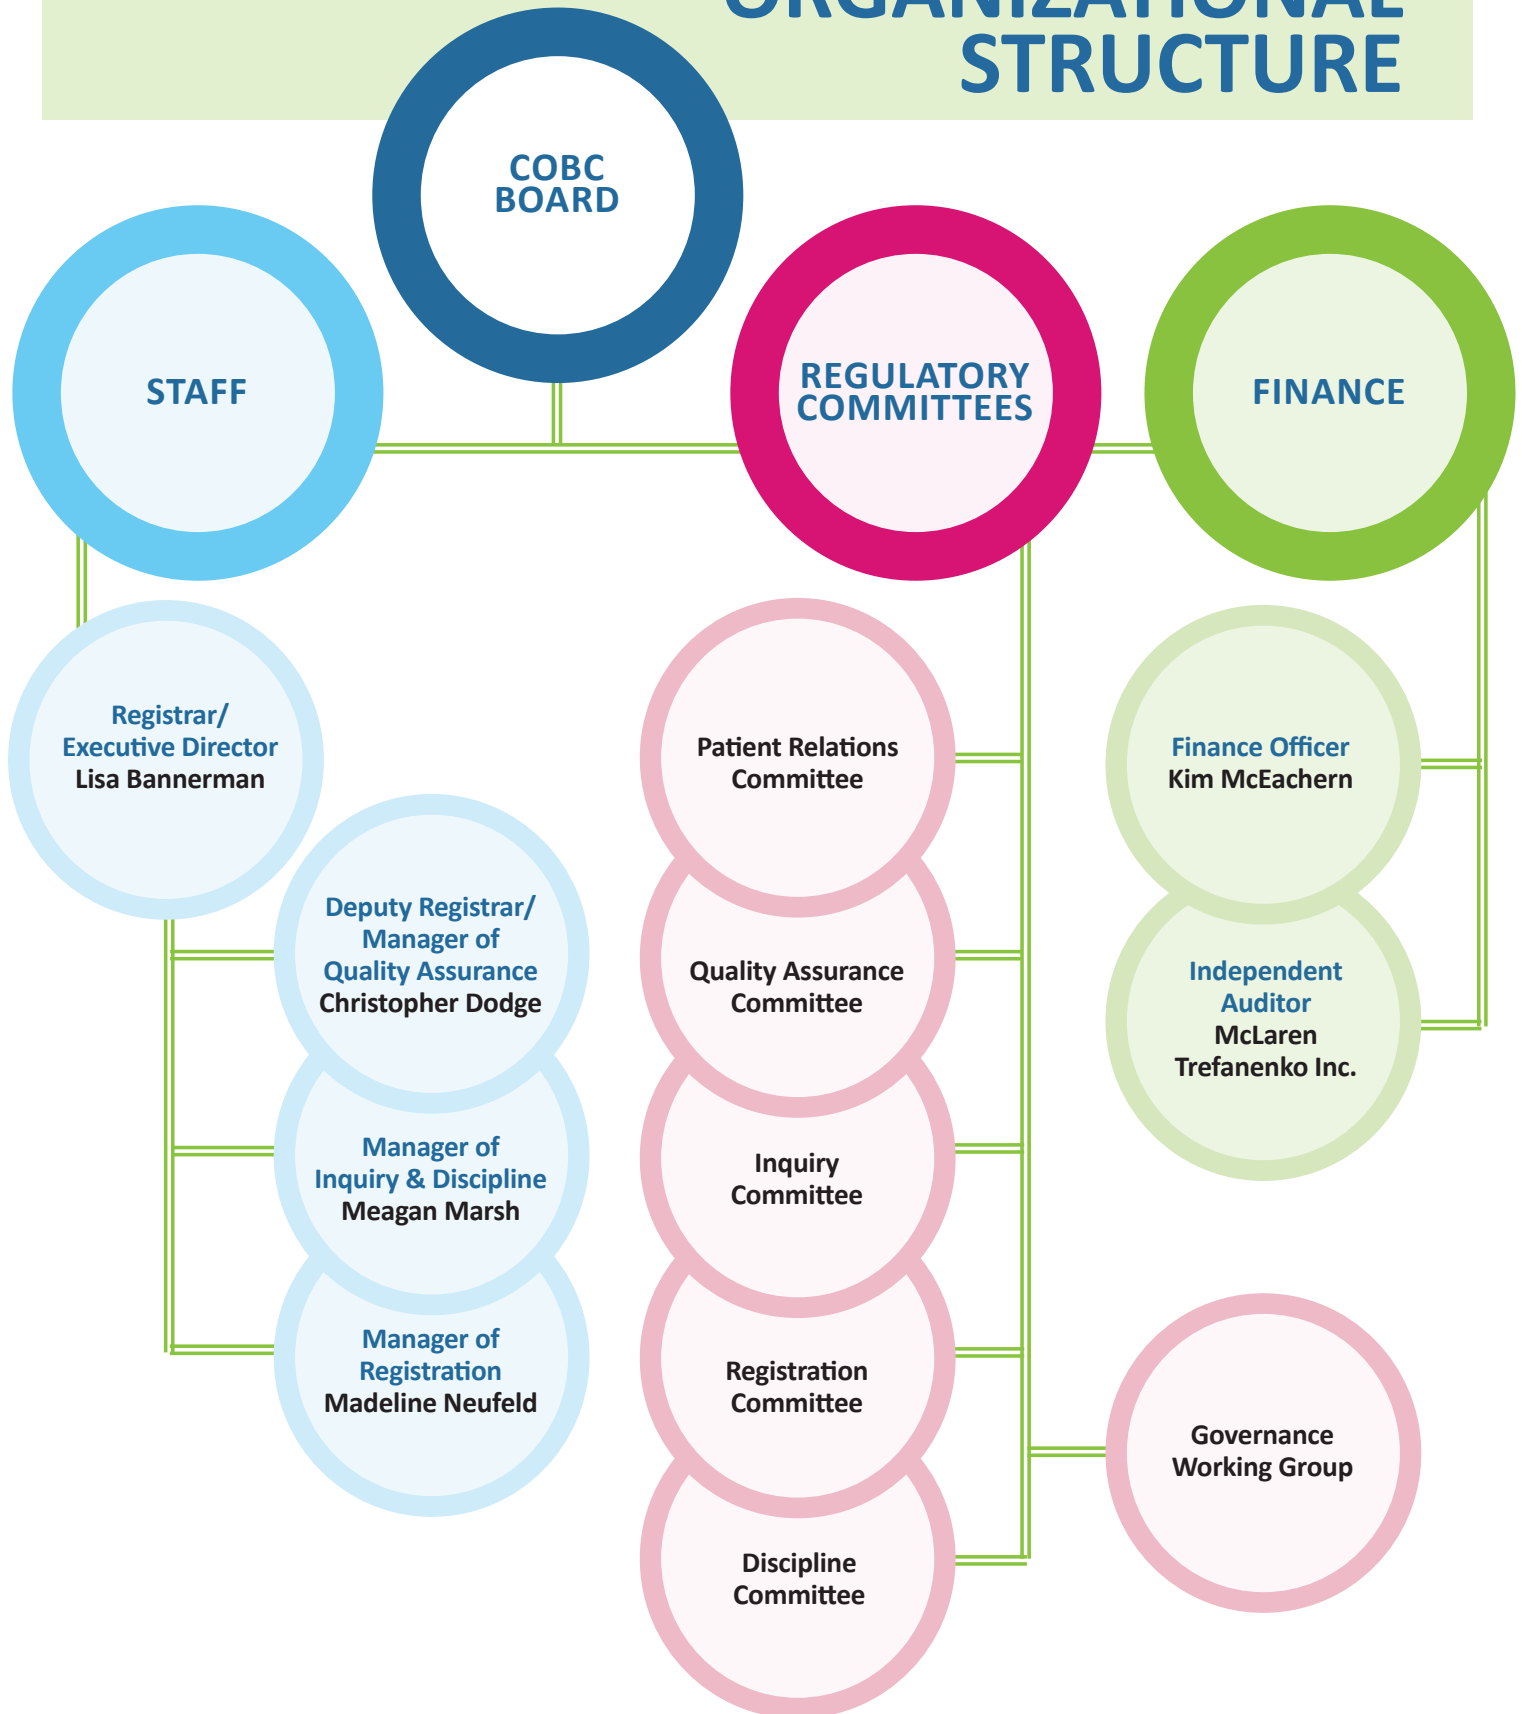 ORGANIZATIONAL
STRUCTURE
COBC
BOARD
STAFF
REGULATORY
COMMITTEES
FINANCE
Registrar/
Executive Director
Lisa Bannerman
Deputy Registrar/
Manager of
Quality Assurance
Christopher Dodge
Manager of
Inquiry & Discipline
Meagan Marsh
Manager of
Registration
Madeline Neufeld
Patient Relations
Committee
Quality Assurance
Committee
Inquiry
Committee
Registration
Committee
Discipline
Committee
Finance Officer
Kim McEachern
Independent
Auditor
McLaren
Trefanenko Inc.
Governance
Working Group